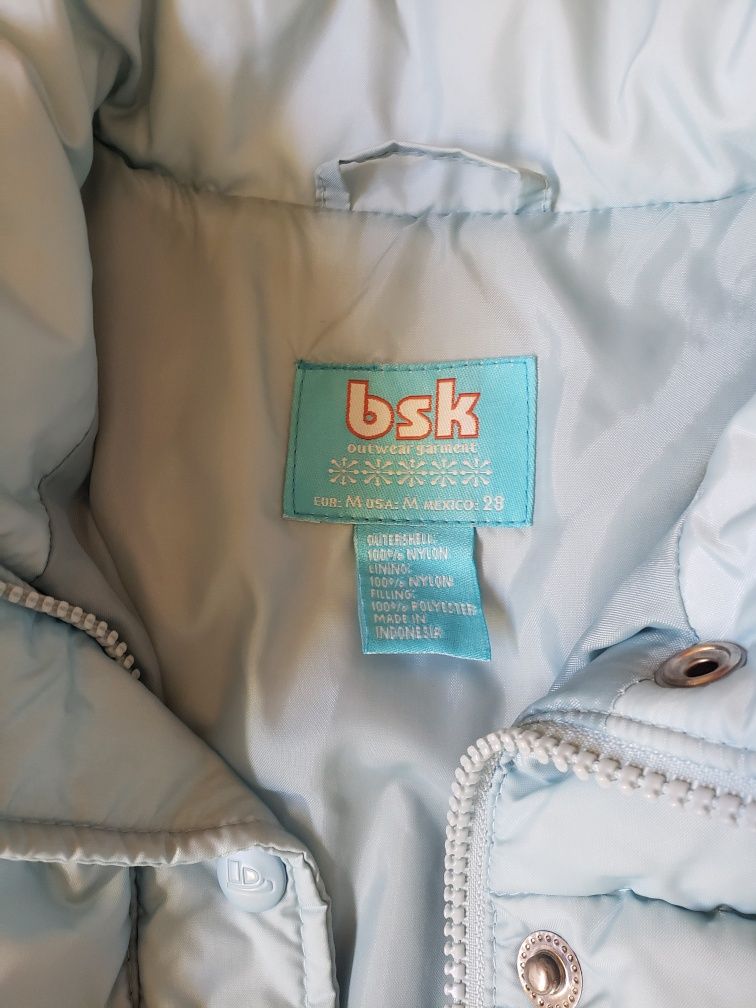 bsk
outwear garment
EUR: M USA: M MEXICO: 28
OUTERSHELL:
100% NYLON
LINING:
100% NYLON
FILLING:
100% POLYESTER
MADE IN
INDONESIA